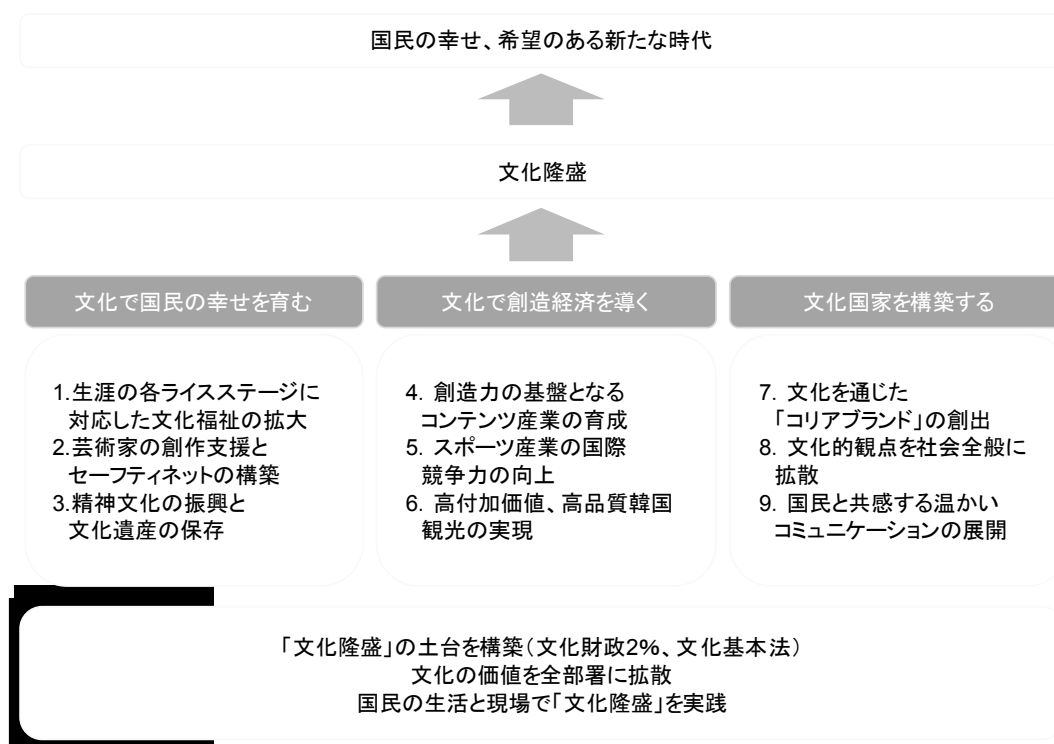 国民の幸せ、希望のある新たな時代
文化隆盛
文化で国民の幸せを育む
1.生涯の各ライスステージに
対応した文化福祉の拡大
2.芸術家の創作支援と
セーフティネットの構築
3.精神文化の振興と
文化遺産の保存
文化で創造経済を導く
4. 創造力の基盤となる
コンテンツ産業の育成
5. スポーツ産業の国際
競争力の向上
6. 高付加価値、高品質韓国
観光の実現
文化国家を構築する
7. 文化を通じた
「コリアブランド」の創出
8. 文化的観点を社会全般に
拡散
9. 国民と共感する温かい
コミュニケーションの展開
「文化隆盛」の土台を構築(文化財政2%、文化基本法)
文化の価値を全部署に拡散
国民の生活と現場で「文化隆盛」を実践